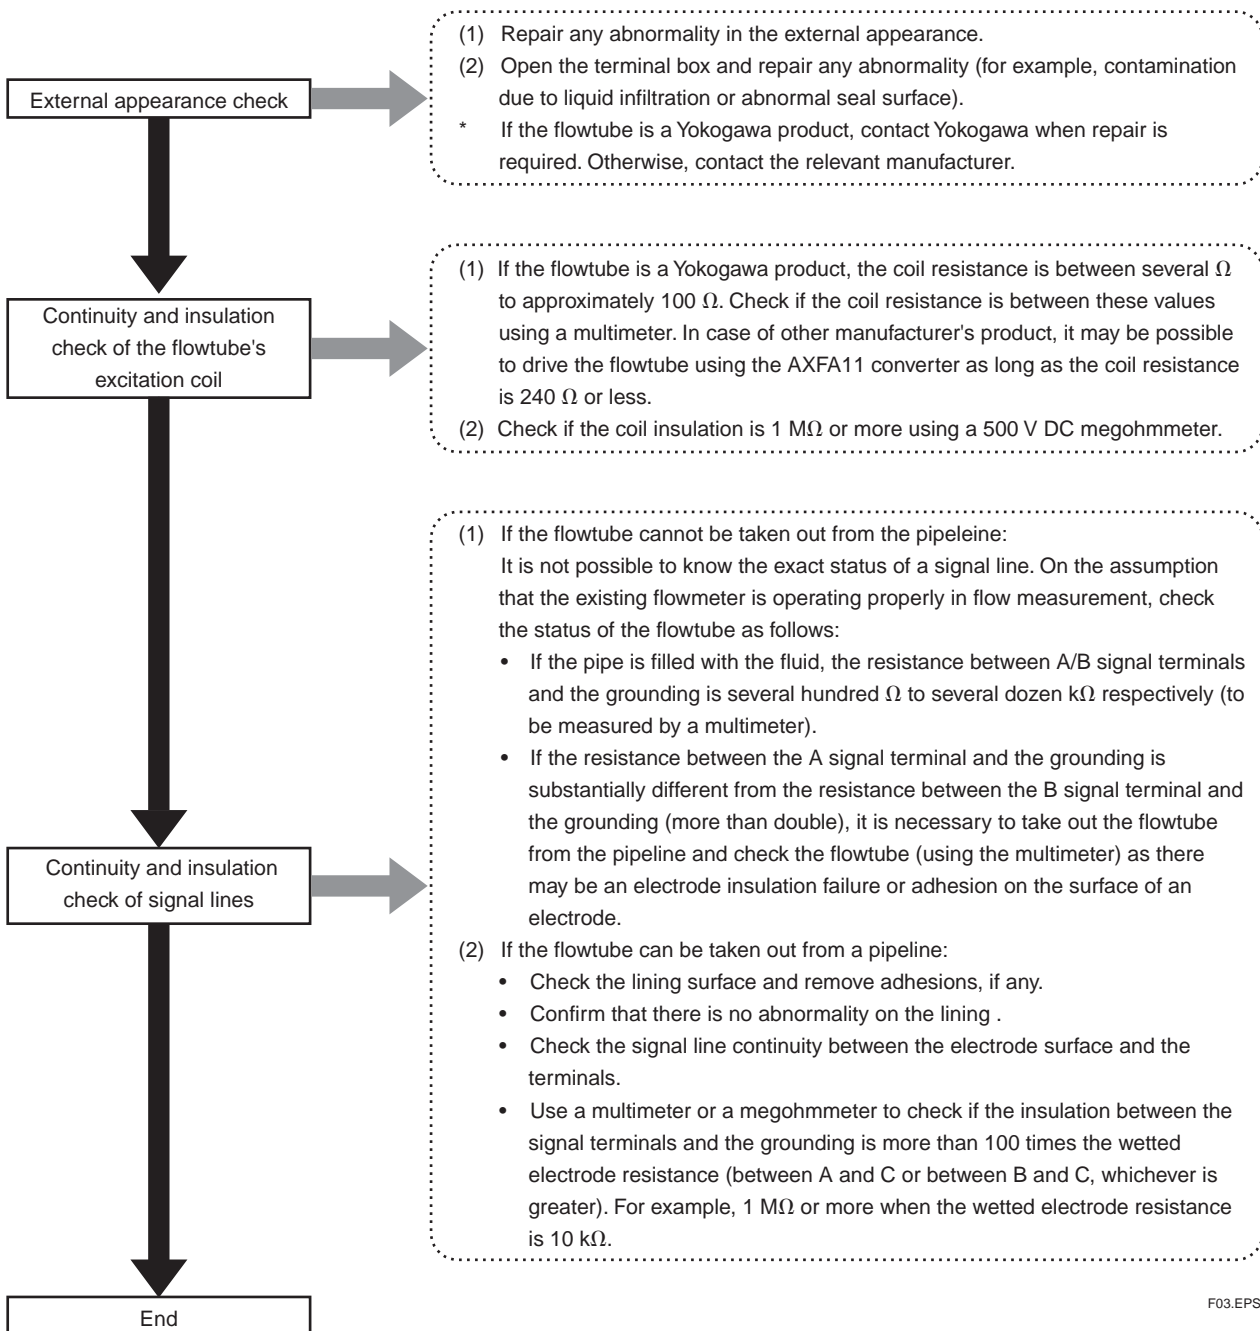 External appearance check
(1) Repair any abnormality in the external appearance.
(2) Open the terminal box and repair any abnormality (for example, contamination
due to liquid infiltration or abnormal seal surface).
* If the flowtube is a Yokogawa product, contact Yokogawa when repair is
required. Otherwise, contact the relevant manufacturer.
Continuity and insulation
check of the flowtube's
excitation coil
(1) If the flowtube is a Yokogawa product, the coil resistance is between several Ω
to approximately 100 Ω. Check if the coil resistance is between these values
using a multimeter. In case of other manufacturer's product, it may be possible
to drive the flowtube using the AXFA11 converter as long as the coil resistance
is 240 Ω or less.
(2) Check if the coil insulation is 1 MΩ or more using a 500 V DC megohmmeter.
Continuity and insulation
check of signal lines
(1) If the flowtube cannot be taken out from the pipeleine:
It is not possible to know the exact status of a signal line. On the assumption
that the existing flowmeter is operating properly in flow measurement, check
the status of the flowtube as follows:
• If the pipe is filled with the fluid, the resistance between A/B signal terminals
and the grounding is several hundred Ω to several dozen kΩ respectively (to
be measured by a multimeter).
• If the resistance between the A signal terminal and the grounding is
substantially different from the resistance between the B signal terminal and
the grounding (more than double), it is necessary to take out the flowtube
from the pipeline and check the flowtube (using the multimeter) as there
may be an electrode insulation failure or adhesion on the surface of an
electrode.
(2) If the flowtube can be taken out from a pipeline:
• Check the lining surface and remove adhesions, if any.
• Confirm that there is no abnormality on the lining .
• Check the signal line continuity between the electrode surface and the
terminals.
• Use a multimeter or a megohmmeter to check if the insulation between the
signal terminals and the grounding is more than 100 times the wetted
electrode resistance (between A and C or between B and C, whichever is
greater). For example, 1 MΩ or more when the wetted electrode resistance
is 10 kΩ.
End
F03.EPS